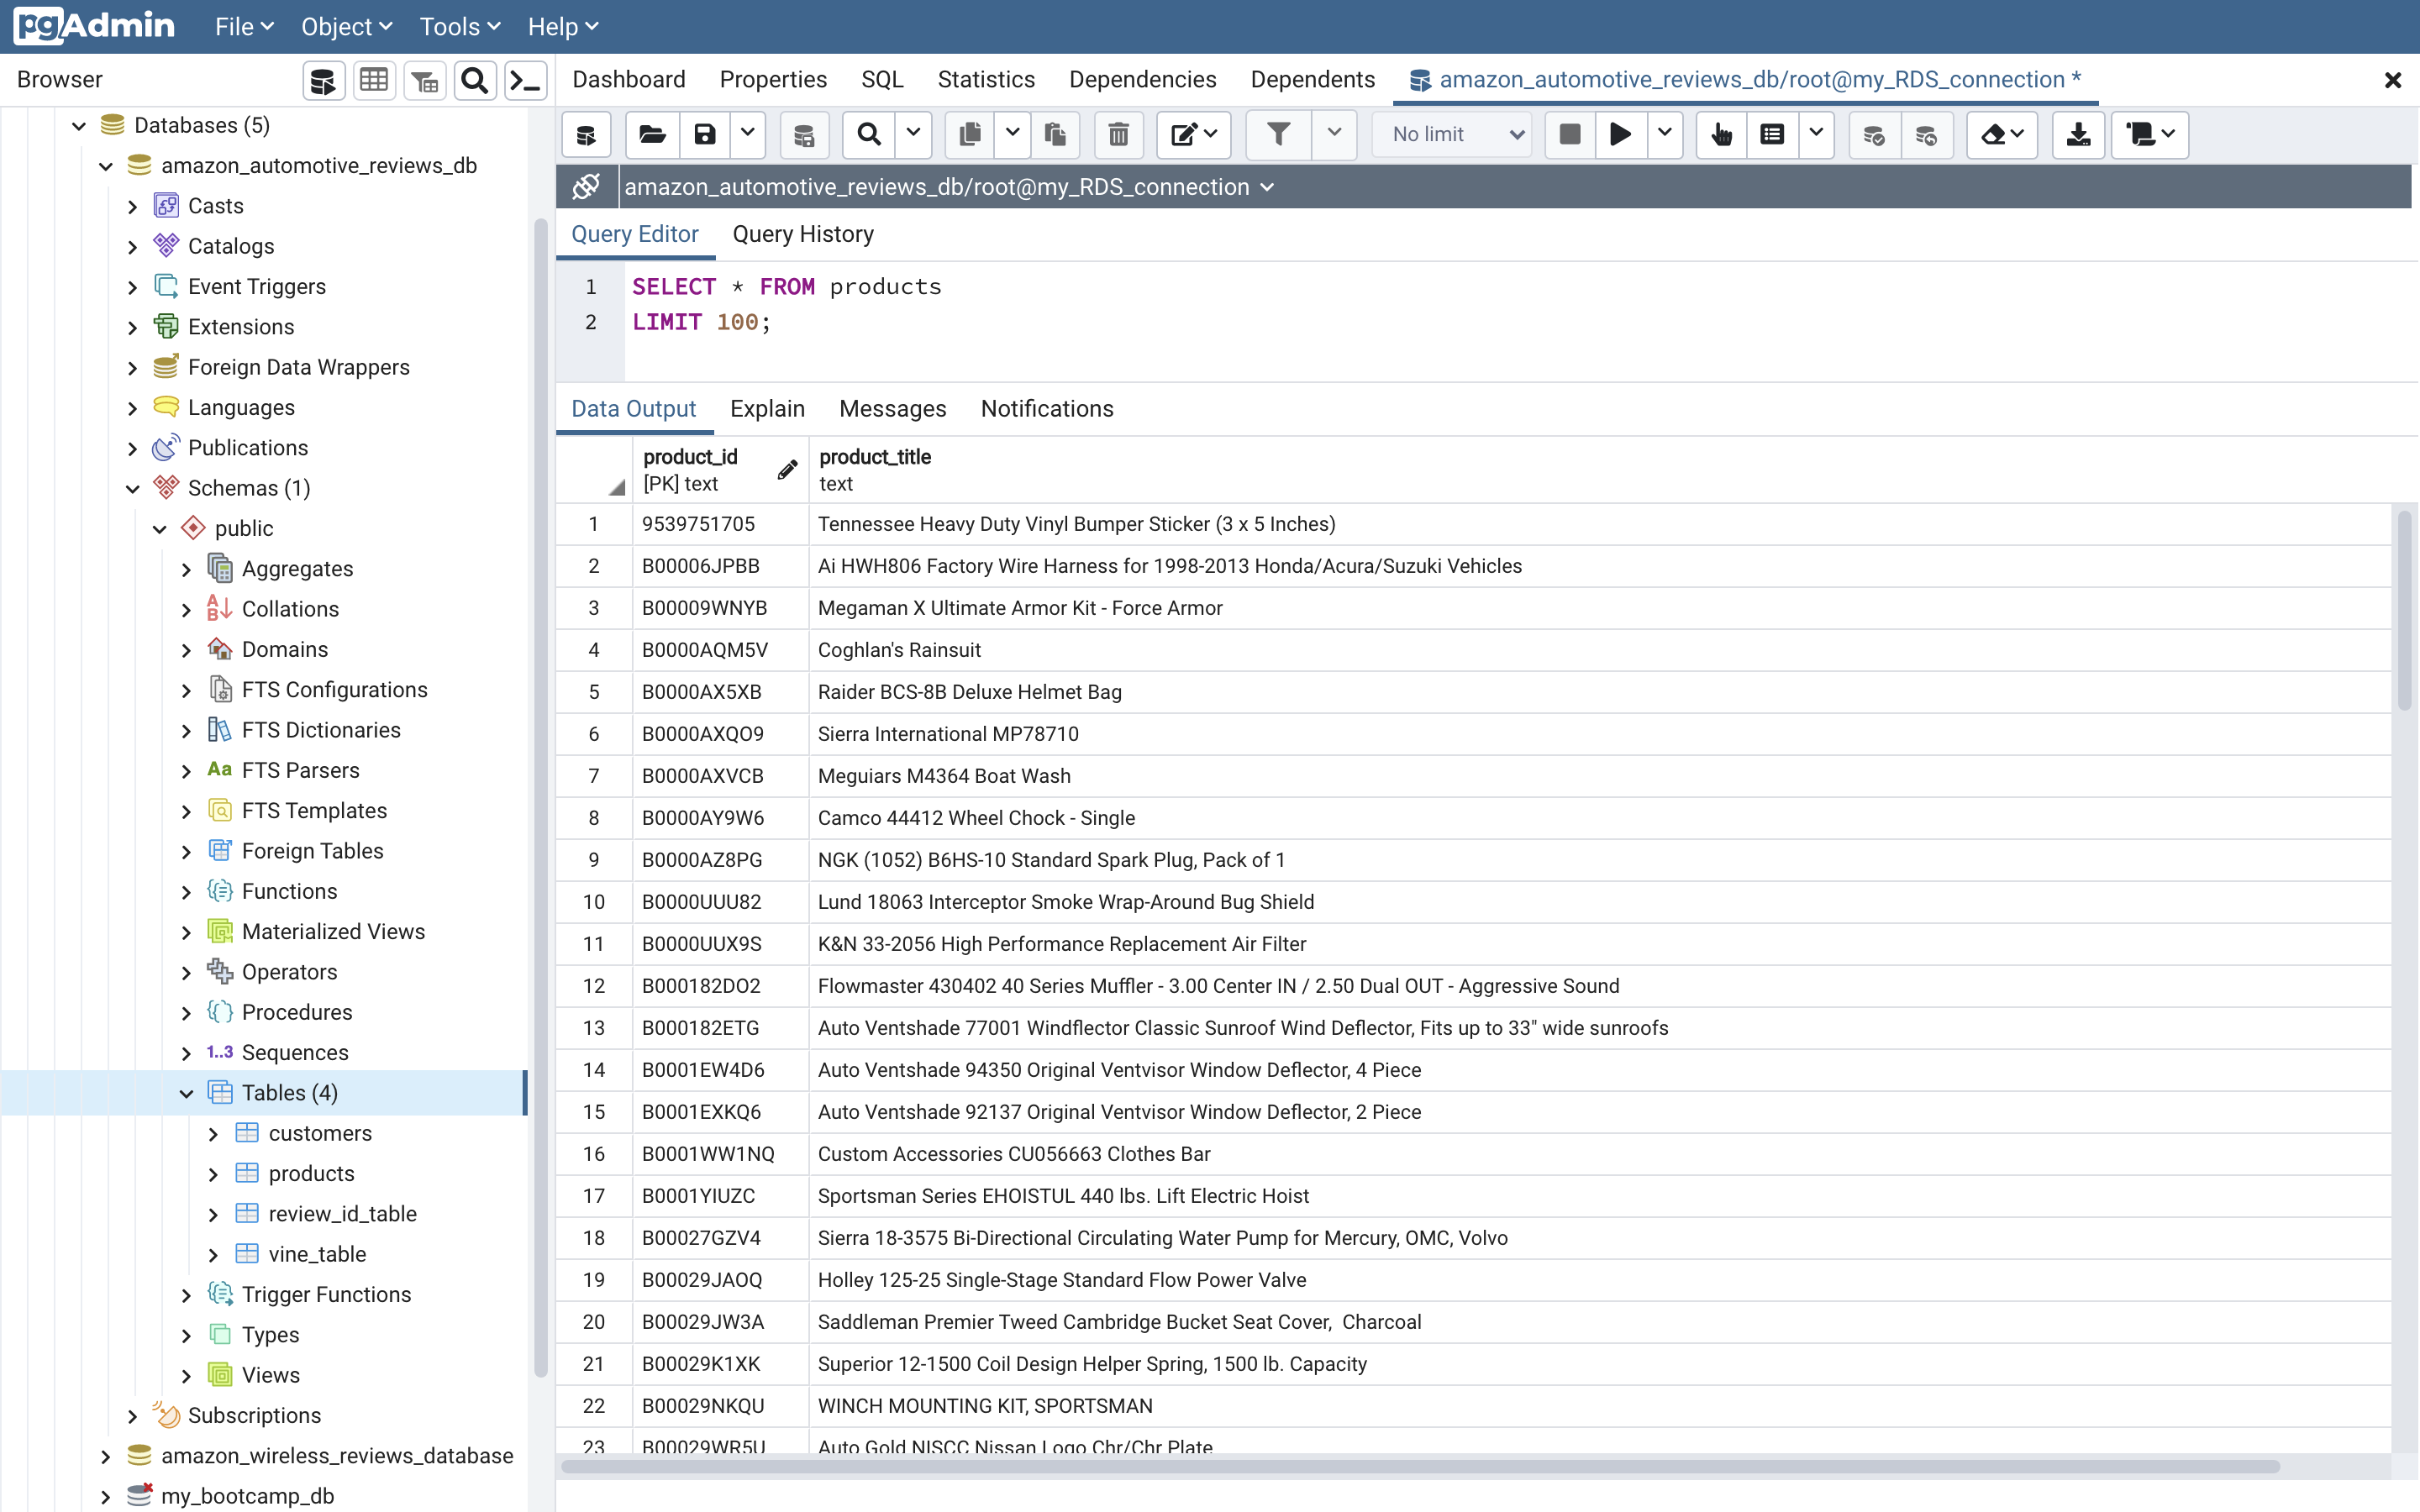 pgAdmin File Object Tools Help
Browser
Dashboard Properties SQL Statistics Dependencies Dependents amazon_automotive_reviews_db/root@my_RDS_connection *
Databases (5)
amazon_automotive_reviews_db
Casts
Catalogs
Event Triggers
Extensions
Foreign Data Wrappers
Languages
Publications
Schemas (1)
public
Aggregates
Collations
Domains
FTS Configurations
FTS Dictionaries
Aa FTS Parsers
FTS Templates
Foreign Tables
Functions
Materialized Views
Operators
Procedures
1..3 Sequences
Tables (4)
customers
products
review_id_table
vine_table
Trigger Functions
Types
Views
Subscriptions
amazon_wireless_reviews_database
my_bootcamp_db
No limit
amazon_automotive_reviews_db/root@my_RDS_connection
Query Editor Query History
1 SELECT * FROM products
2 LIMIT 100;
Data Output Explain Messages Notifications
product_id product_title
[PK] text text
1 9539751705 Tennessee Heavy Duty Vinyl Bumper Sticker (3 x 5 Inches)
2 B00006JPBB Ai HWH806 Factory Wire Harness for 1998-2013 Honda/Acura/Suzuki Vehicles
3 B00009WNYB Megaman X Ultimate Armor Kit - Force Armor
4 B0000AQM5V Coghlan's Rainsuit
5 B0000AX5XB Raider BCS-8B Deluxe Helmet Bag
6 B0000AXQO9 Sierra International MP78710
7 B0000AXVCB Meguiars M4364 Boat Wash
8 B0000AY9W6 Camco 44412 Wheel Chock - Single
9 B0000AZ8PG NGK (1052) B6HS-10 Standard Spark Plug, Pack of 1
10 B0000UUU82 Lund 18063 Interceptor Smoke Wrap-Around Bug Shield
11 B0000UUX9S K&N 33-2056 High Performance Replacement Air Filter
12 B000182DO2 Flowmaster 430402 40 Series Muffler - 3.00 Center IN / 2.50 Dual OUT - Aggressive Sound
13 B000182ETG Auto Ventshade 77001 Windflector Classic Sunroof Wind Deflector, Fits up to 33" wide sunroofs
14 B0001EW4D6 Auto Ventshade 94350 Original Ventvisor Window Deflector, 4 Piece
15 B0001EXKQ6 Auto Ventshade 92137 Original Ventvisor Window Deflector, 2 Piece
16 B0001WW1NQ Custom Accessories CU056663 Clothes Bar
17 B0001YIUZC Sportsman Series EHOISTUL 440 lbs. Lift Electric Hoist
18 B00027GZV4 Sierra 18-3575 Bi-Directional Circulating Water Pump for Mercury, OMC, Volvo
19 B00029JAOQ Holley 125-25 Single-Stage Standard Flow Power Valve
20 B00029JW3A Saddleman Premier Tweed Cambridge Bucket Seat Cover, Charcoal
21 B00029K1XK Superior 12-1500 Coil Design Helper Spring, 1500 lb. Capacity
22 B00029NKQU WINCH MOUNTING KIT, SPORTSMAN
23 B00029WR5U Auto Gold NISCC Nissan Logo Chr/Chr Plate